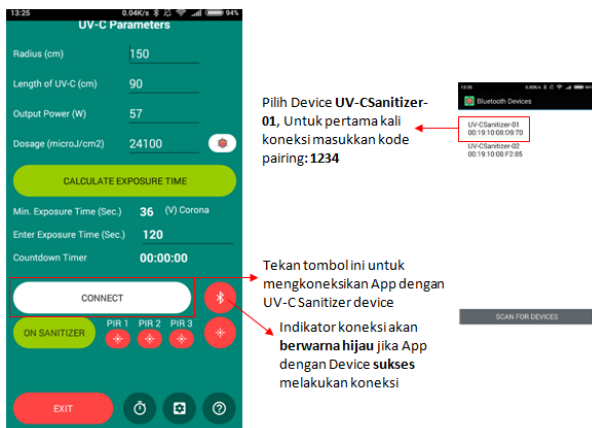 13:25
0.04K/s
94%
UV-C Parameters
Radius (cm) 150
Length of UV-C (cm) 90
Output Power (W) 57
Dosage (microJ/cm2) 24100
CALCULATE EXPOSURE TIME
Min. Exposure Time (Sec.) 36 (V) Corona
Enter Exposure Time (Sec.) 120
Countdown Timer 00:00:00
CONNECT
ON SANITIZER
PIR 1 PIR 2 PIR 3
EXIT
Pilih Device UV-CSanitizer-
01, Untuk pertama kali
koneksi masukkan kode
pairing: 1234
Tekan tombol ini untuk
mengkoneksikan App dengan
UV-C Sanitizer device
Indikator koneksi akan
berwarna hijau jika App
dengan Device sukses
melakukan koneksi
Bluetooth Devices
UV-CSanitizer-01
00:19:10:08:D9:70
UV-CSanitizer-02
00:19:10:08:F2:85
SCAN FOR DEVICES